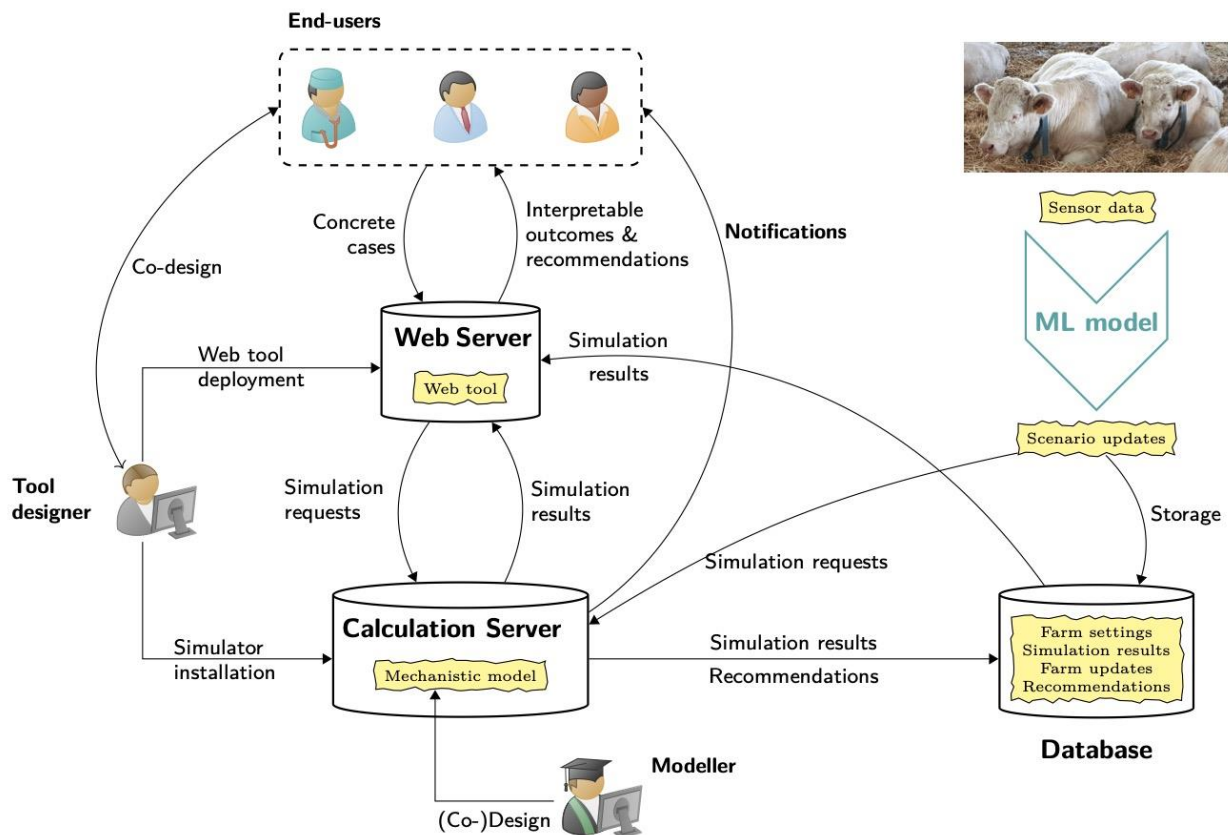 End-users
Concrete
cases
Interpretable
outcomes &
recommendations
Notifications
Sensor data
Co-design
ML model
Web Server
Web tool
Web tool
deployment
Simulation
results
Scenario updates
Tool
designer
Simulation
requests
Simulation
results
Storage
Simulation requests
Calculation Server
Mechanistic model
Simulator
installation
Simulation results
Recommendations
Farm settings
Simulation results
Farm updates
Recommendations
Database
Modeller
(Co-)Design